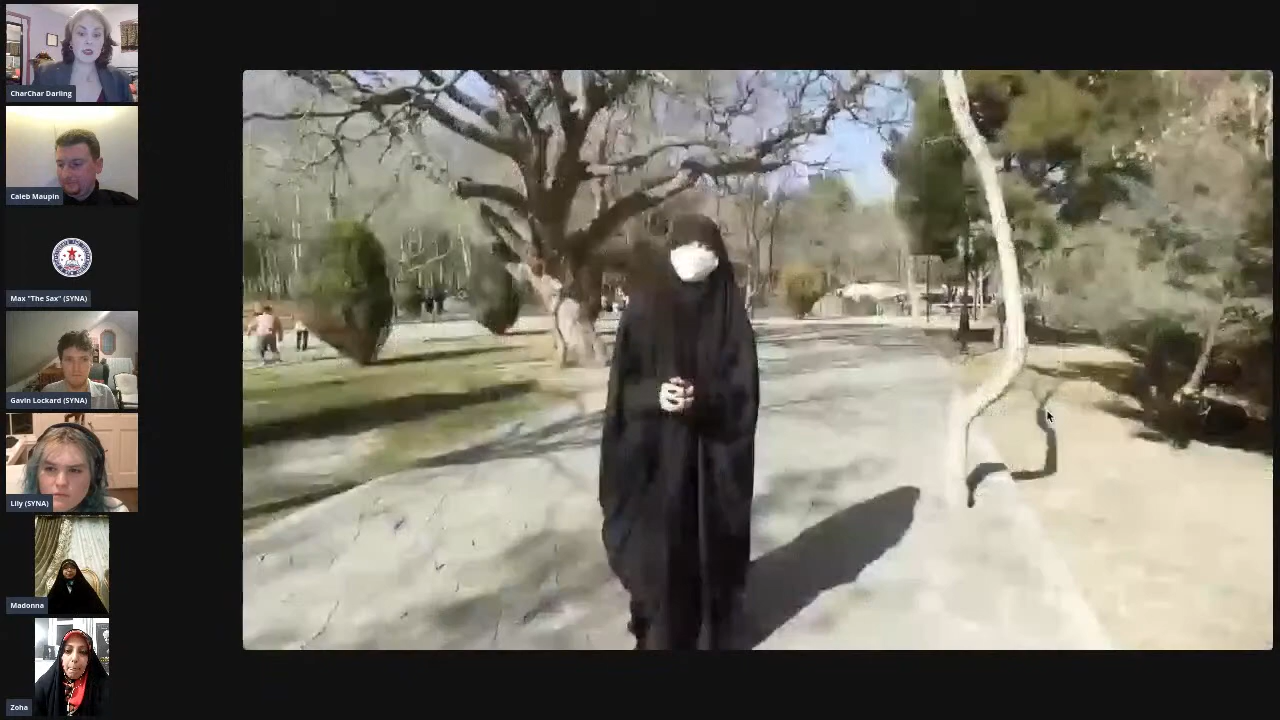 CharChar Darling
Caleb Maupin
Max "The Sax" (SYNA)
Gavin Lockard (SYNA)
Lily (SYNA)
Madonna
Zoha